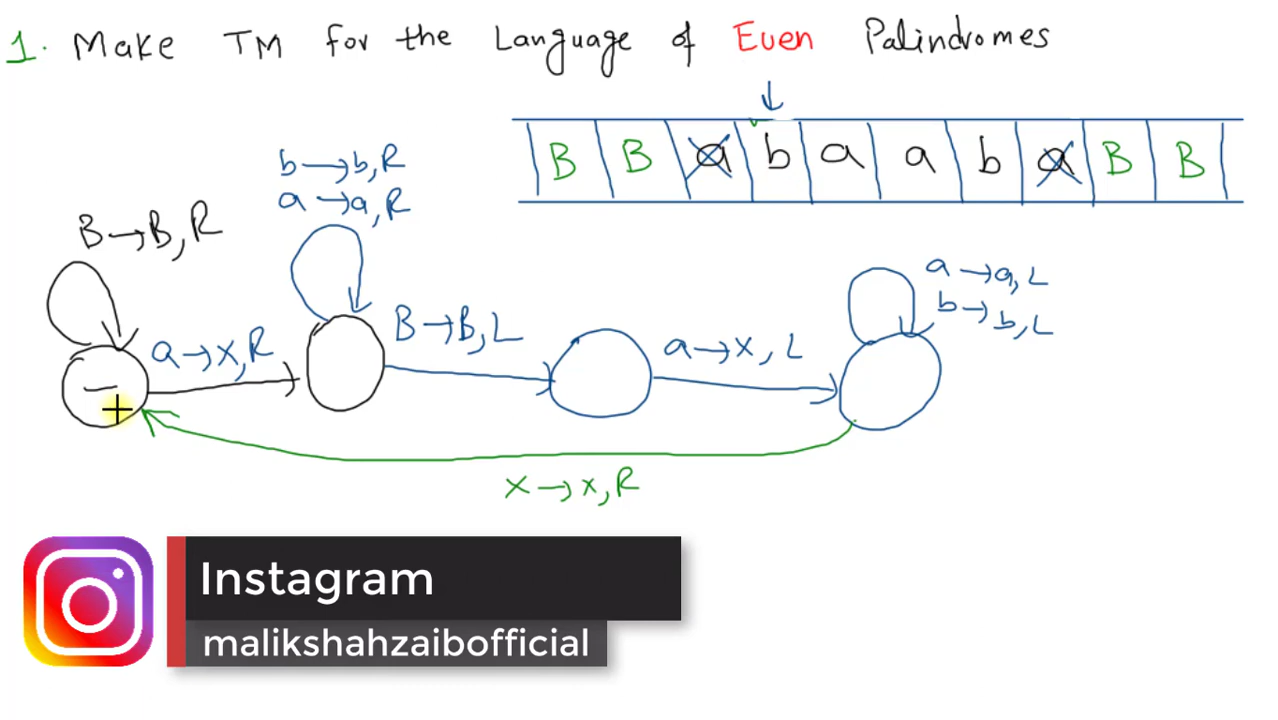 1. Make TM for the Language of Even Palindromes
B B a b a a b a B B
b→b,R
a→a,R
B→B,R
a→a,L
b→b,L
a→x,R
B→B,L
a→x,L
−
x→x,R
Instagram
malikshahzaibofficial